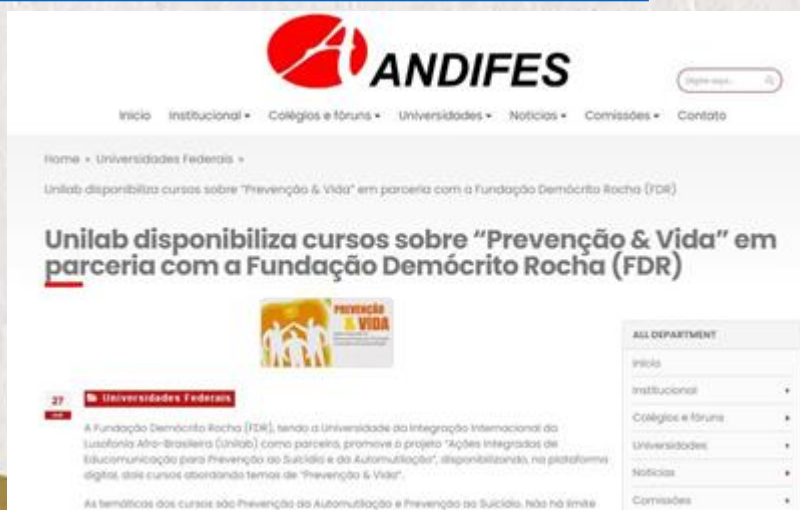 ANDIFES
Digite aqui...
Início Institucional Colégios e fóruns Universidades Notícias Comissões Contato
Home » Universidades Federais »
Unilab disponibiliza cursos sobre "Prevenção & Vida" em parceria com a Fundação Demócrito Rocha (FDR)
Unilab disponibiliza cursos sobre "Prevenção & Vida" em
parceria com a Fundação Demócrito Rocha (FDR)
PREVENÇÃO
& VIDA
27
Universidades Federais
A Fundação Demócrito Rocha (FDR), tendo a Universidade da Integração Internacional da
Lusofonia Afro-Brasileira (Unilab) como parceira, promove o projeto "Ações Integradas de
Educomunicação para Prevenção ao Suicídio e da Automutilação", disponibilizando, na plataforma
digital, dois cursos abordando temas de "Prevenção & Vida".
As temáticas dos cursos são Prevenção da Automutilação e Prevenção ao Suicídio. Não há limite
ALL DEPARTMENT
Início
Institucional
Colégios e fóruns
Universidades
Notícias
Comissões